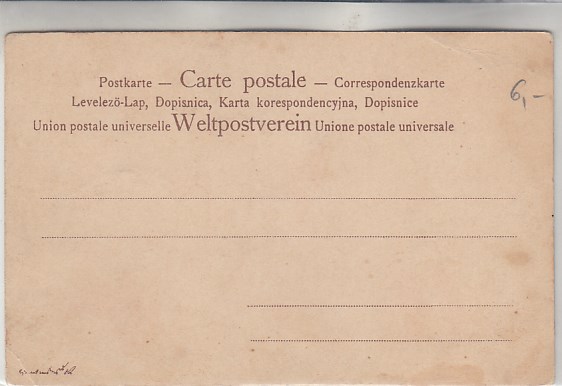 Postkarte — Carte postale — Correspondenzkarte
Levelező-Lap, Dopisnica, Karta korespondencyjna, Dopisnice
Union postale universelle Weltpostverein Unione postale universale
6,-